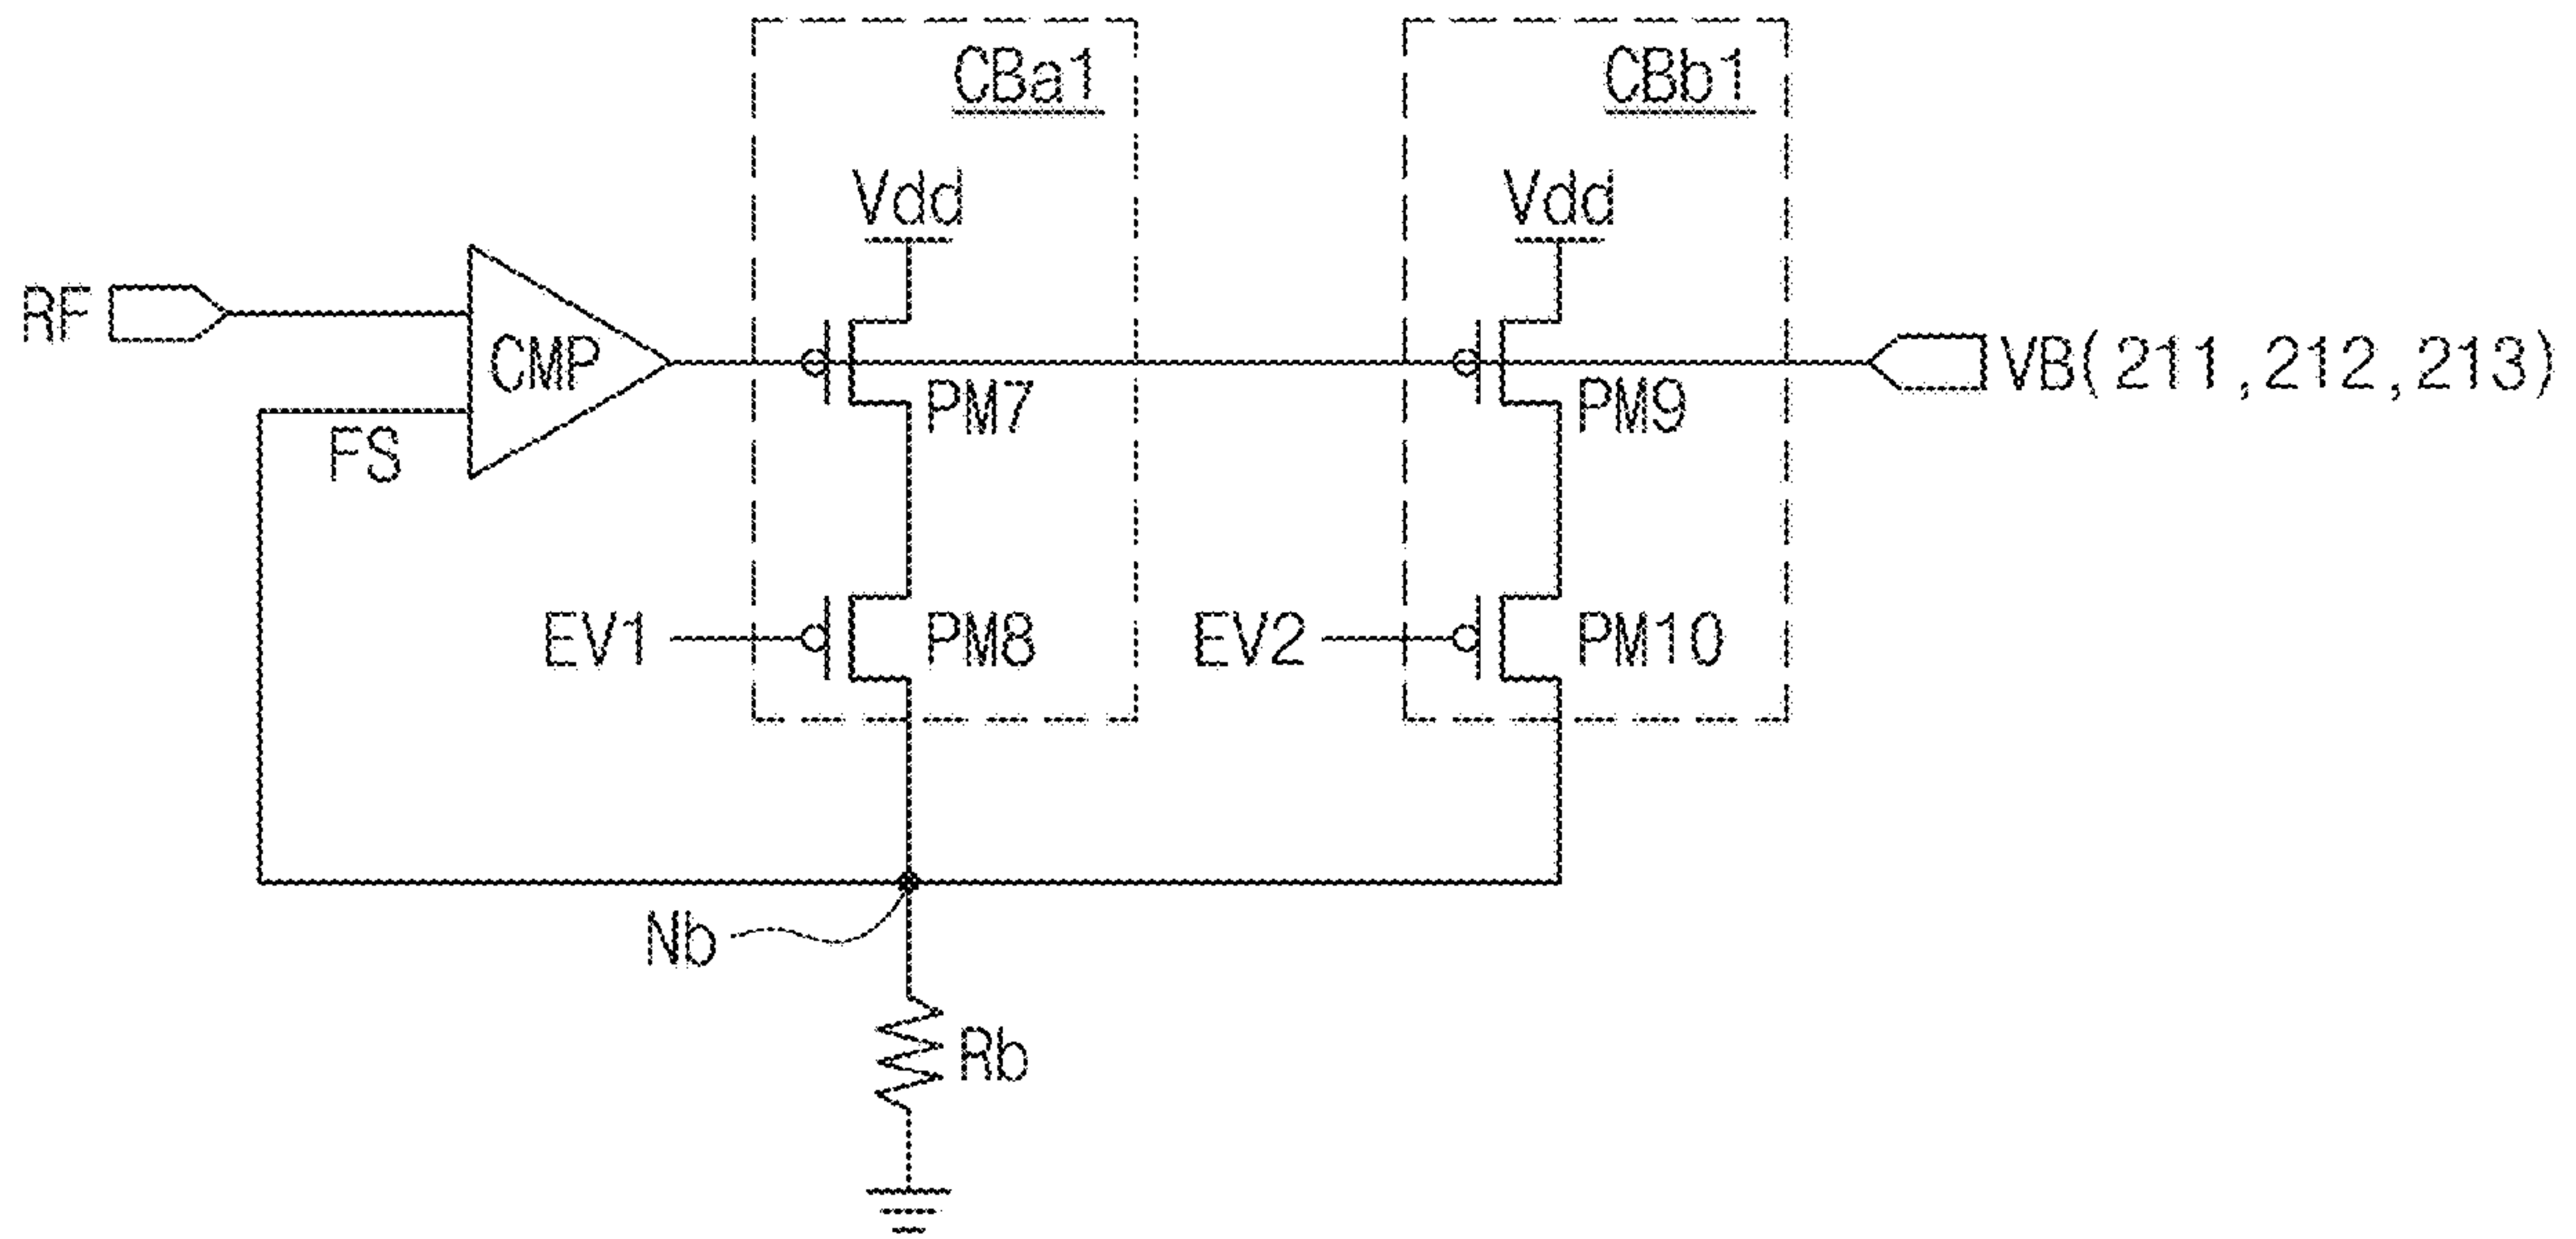 CBa1
CBb1
Vdd
Vdd
RF
CMP
VB(211,212,213)
PM7
PM9
FS
EV1
PM8
EV2
PM10
Nb
Rb